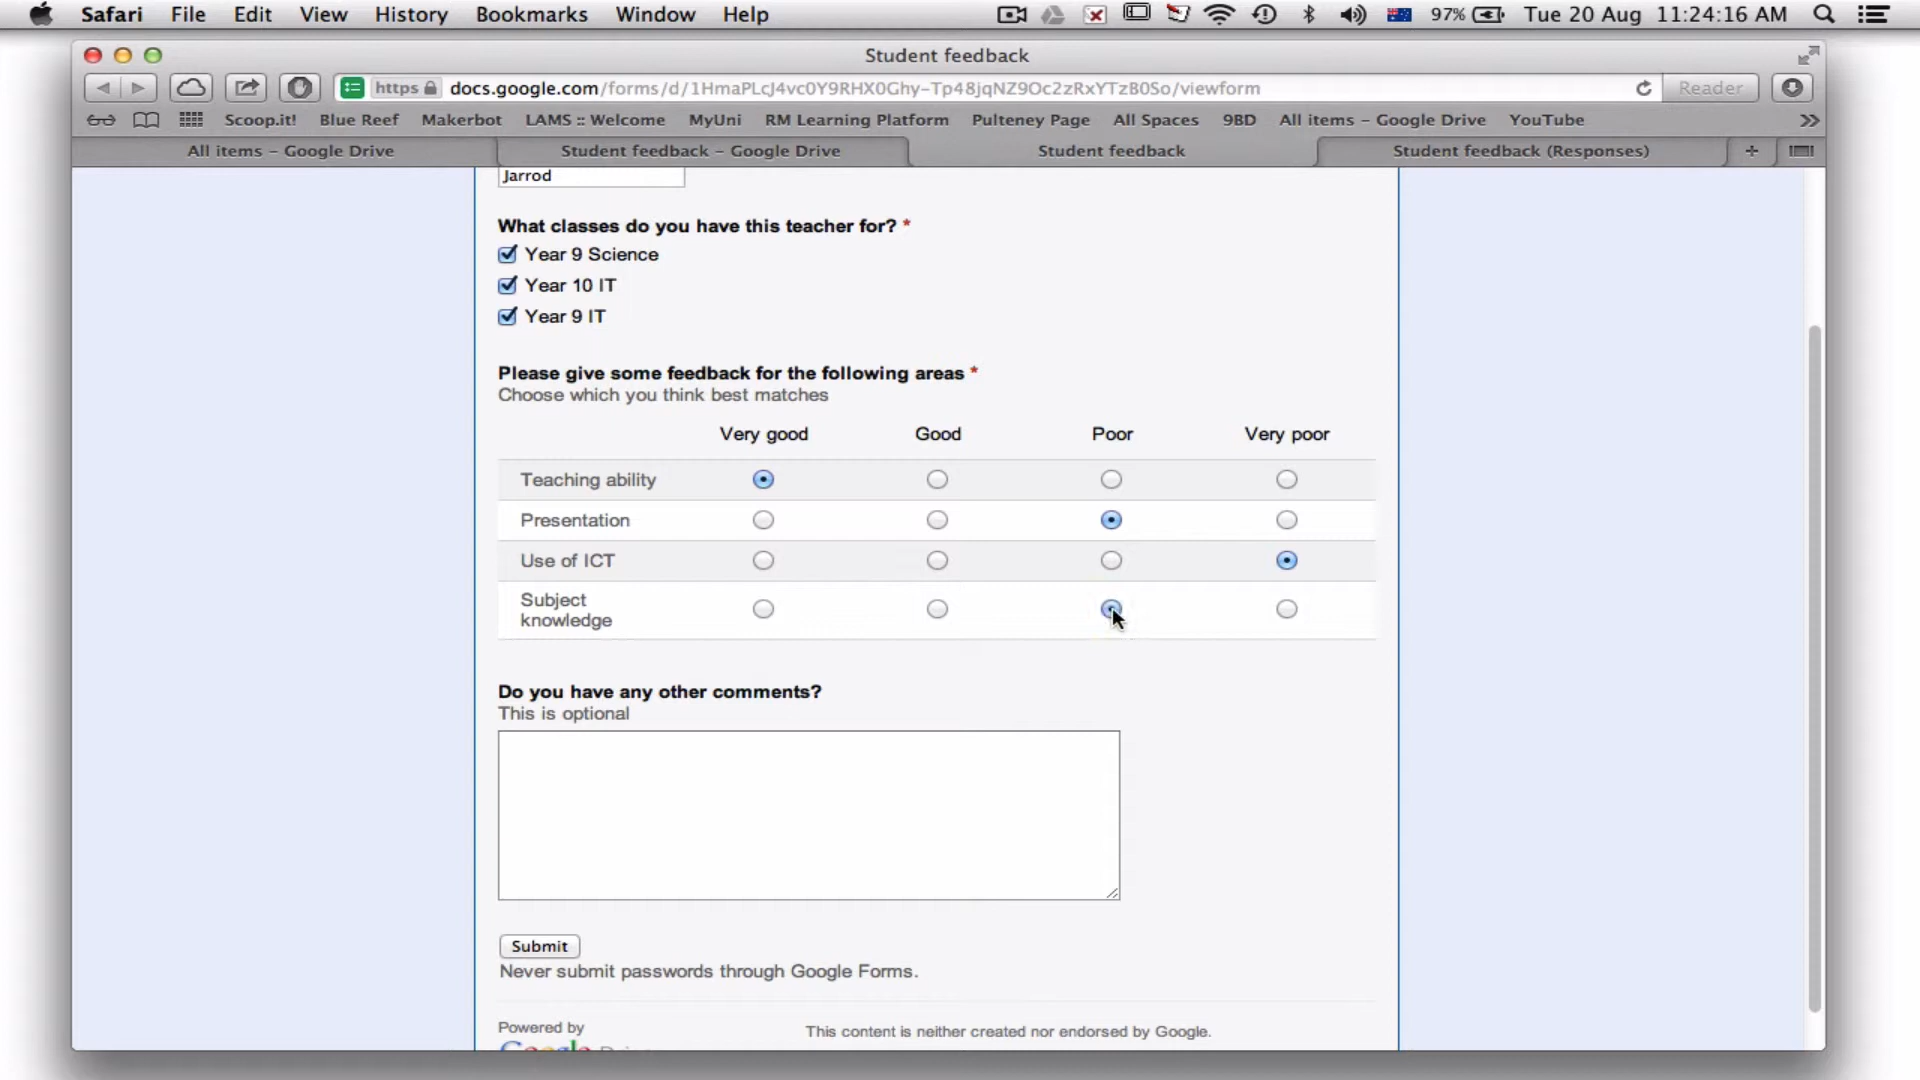 Safari File Edit View History Bookmarks Window Help 97% Tue 20 Aug 11:24:16 AM
Student feedback
https docs.google.com/forms/d/1HmaPLcJ4vc0Y9RHX0Ghy-Tp48jqNZ9Oc2zRxYTzB0So/viewform Reader
Scoop.it! Blue Reef Makerbot LAMS :: Welcome MyUni RM Learning Platform Pulteney Page All Spaces 9BD All items – Google Drive YouTube
All items – Google Drive Student feedback – Google Drive Student feedback Student feedback (Responses)
Jarrod
What classes do you have this teacher for? *
Year 9 Science
Year 10 IT
Year 9 IT
Please give some feedback for the following areas *
Choose which you think best matches
Very good Good Poor Very poor
Teaching ability
Presentation
Use of ICT
Subject
knowledge
Do you have any other comments?
This is optional
Submit
Never submit passwords through Google Forms.
Powered by This content is neither created nor endorsed by Google.
Google